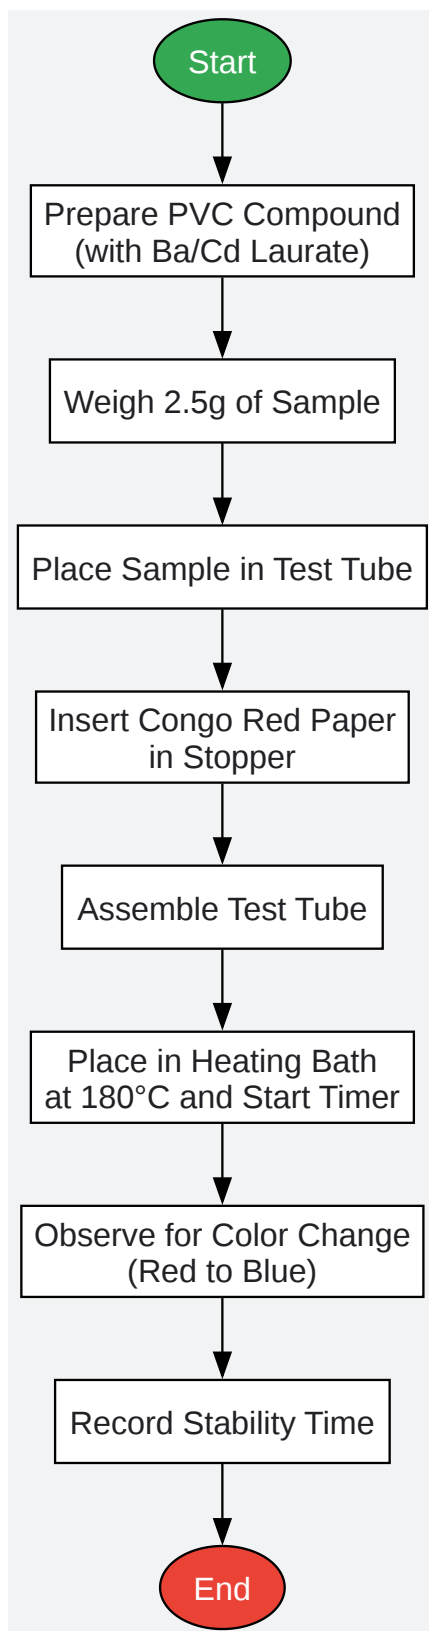 Start
Prepare PVC Compound
(with Ba/Cd Laurate)
Weigh 2.5g of Sample
Place Sample in Test Tube
Insert Congo Red Paper
in Stopper
Assemble Test Tube
Place in Heating Bath
at 180°C and Start Timer
Observe for Color Change
(Red to Blue)
Record Stability Time
End